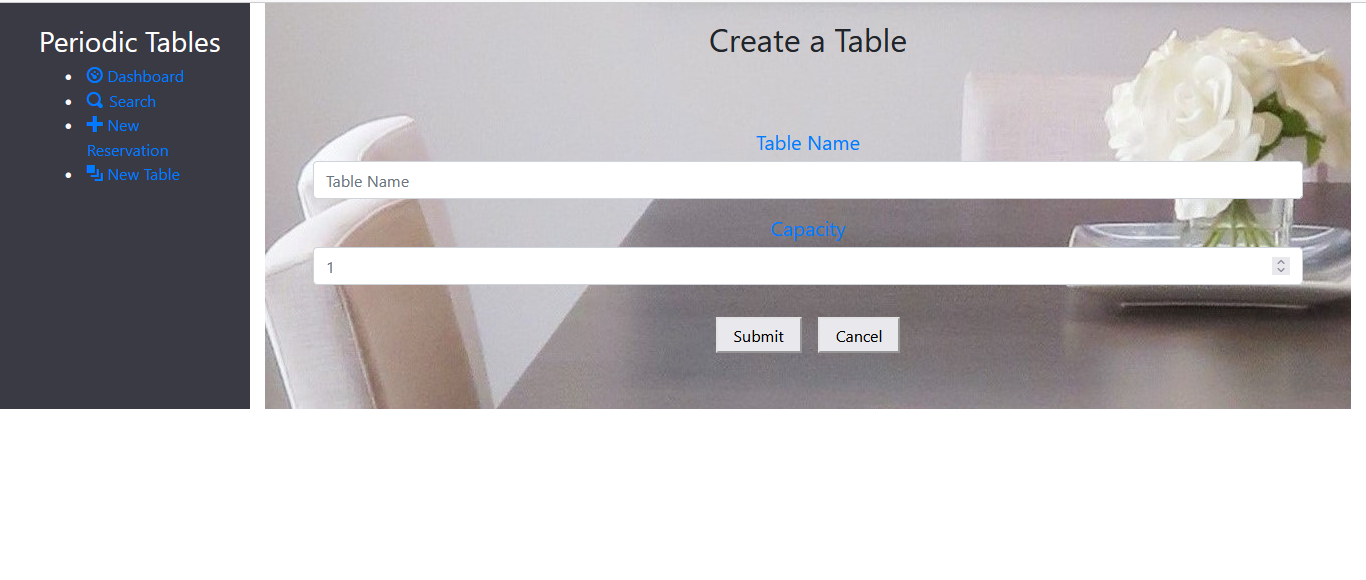 Periodic Tables
Dashboard
Search
New
Reservation
New Table
Create a Table
Table Name
Table Name
Capacity
1
Submit
Cancel